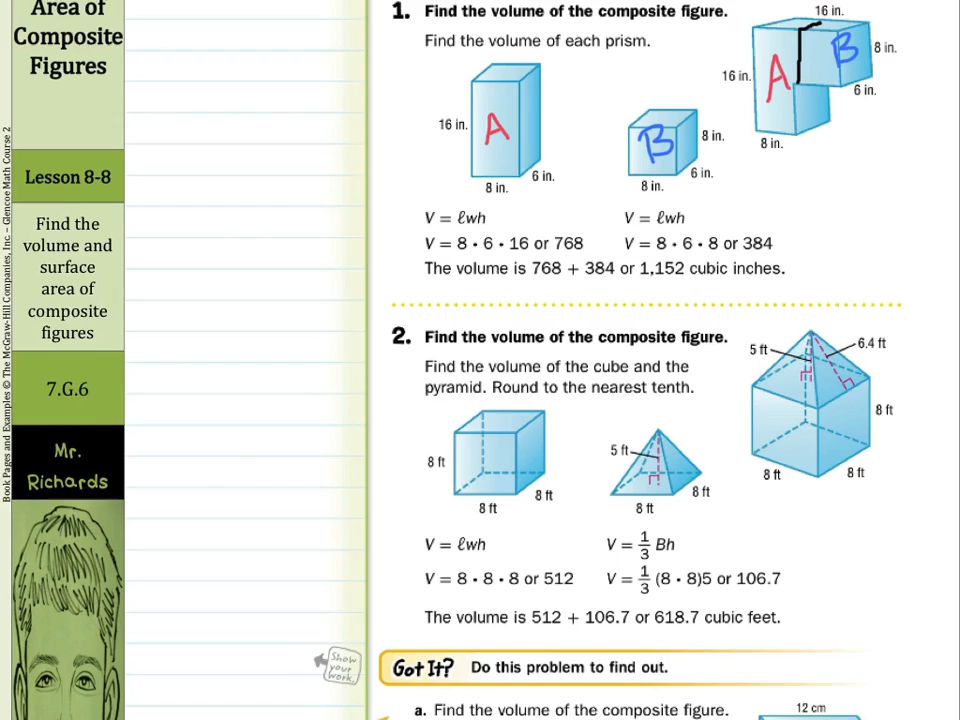 Area of
Composite
Figures
Lesson 8-8
Find the
volume and
surface
area of
composite
figures
7.G.6
Mr.
Richards
Book Pages and Examples © The McGraw-Hill Companies, Inc. – Glencoe Math Course 2
1. Find the volume of the composite figure.
Find the volume of each prism.
16 in.
A
8 in.
6 in.
B
8 in.
6 in.
8 in.
16 in.
A
B
8 in.
16 in.
6 in.
8 in.
V = ℓwh
V = ℓwh
V = 8 • 6 • 16 or 768
V = 8 • 6 • 8 or 384
The volume is 768 + 384 or 1,152 cubic inches.
2. Find the volume of the composite figure.
Find the volume of the cube and the
pyramid. Round to the nearest tenth.
8 ft
8 ft
8 ft
5 ft
8 ft
8 ft
5 ft
6.4 ft
8 ft
8 ft
8 ft
V = ℓwh
V = 1/3 Bh
V = 8 • 8 • 8 or 512
V = 1/3 (8 • 8)5 or 106.7
The volume is 512 + 106.7 or 618.7 cubic feet.
Show
your
work.
Got It? Do this problem to find out.
a. Find the volume of the composite figure.
12 cm